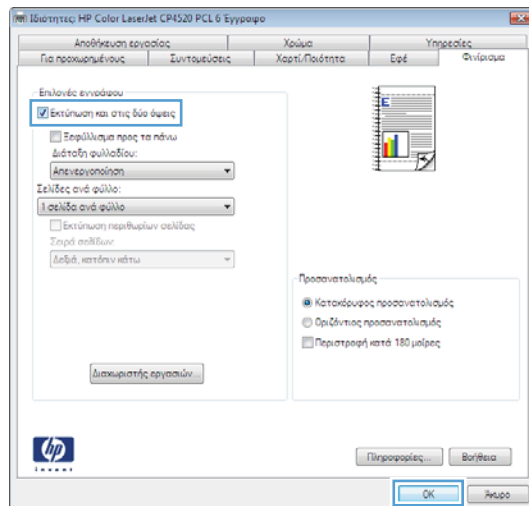 Ιδιότητες: HP Color LaserJet CP4520 PCL 6 Έγγραφο
Αποθήκευση εργασίας Χρώμα Υπηρεσίες
Για προχωρημένους Συντομεύσεις Χαρτί/Ποιότητα Εφέ Φινίρισμα
Επιλογές εγγράφου
Εκτύπωση και στις δύο όψεις
Ξεφύλλισμα προς τα πάνω
Διάταξη φυλλαδίου:
Απενεργοποίηση
Σελίδες ανά φύλλο:
1 σελίδα ανά φύλλο
Εκτύπωση περιθωρίων σελίδας
Σειρά σελίδων:
Δεξιά, κατόπιν κάτω
E
Προσανατολισμός
Κατακόρυφος προσανατολισμός
Οριζόντιος προσανατολισμός
Περιστροφή κατά 180 μοίρες
Διαχωριστής εργασιών...
hp
invent
Πληροφορίες... Βοήθεια
OK Άκυρο